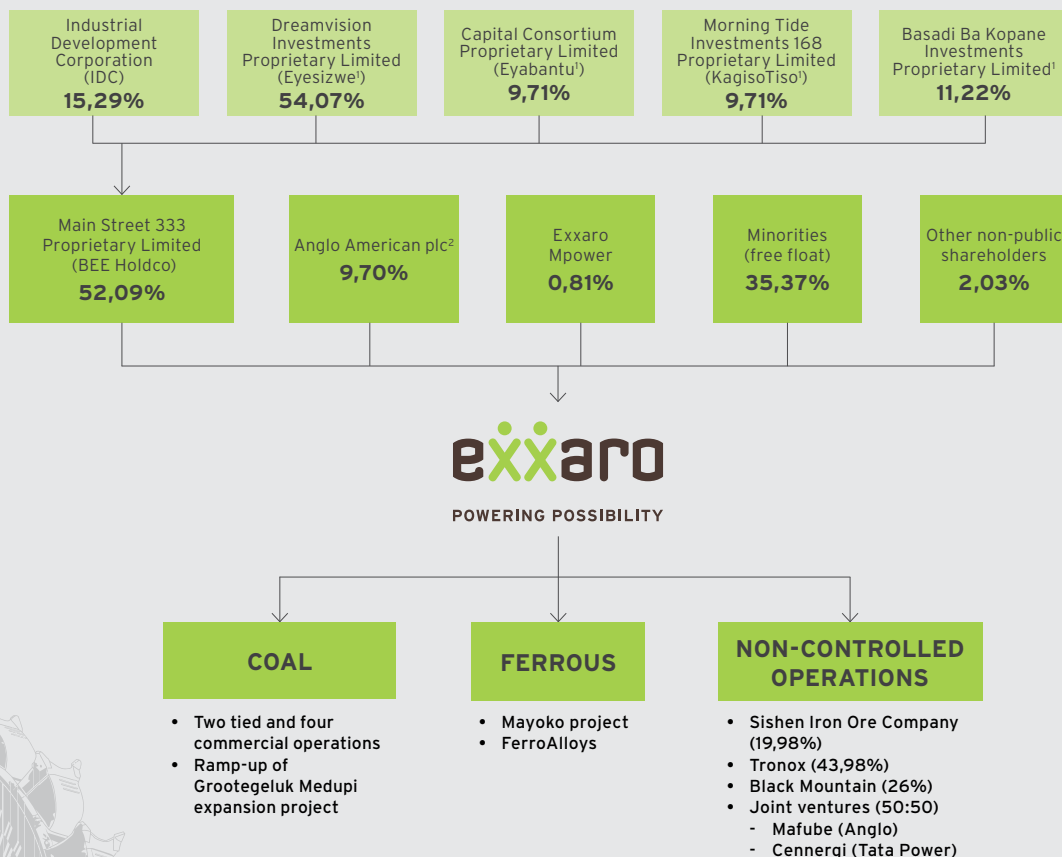 Industrial
Development
Corporation
(IDC)
15,29%
Dreamvision
Investments
Proprietary Limited
(Eyesizwe¹)
54,07%
Capital Consortium
Proprietary Limited
(Eyabantu¹)
9,71%
Morning Tide
Investments 168
Proprietary Limited
(KagisoTiso¹)
9,71%
Basadi Ba Kopane
Investments
Proprietary Limited¹
11,22%
Main Street 333
Proprietary Limited
(BEE Holdco)
52,09%
Anglo American plc²
9,70%
Exxaro
Mpower
0,81%
Minorities
(free float)
35,37%
Other non-public
shareholders
2,03%
exxaro
POWERING POSSIBILITY
COAL
• Two tied and four
commercial operations
• Ramp-up of
Grootegeluk Medupi
expansion project
FERROUS
• Mayoko project
• FerroAlloys
NON-CONTROLLED
OPERATIONS
• Sishen Iron Ore Company
(19,98%)
• Tronox (43,98%)
• Black Mountain (26%)
• Joint ventures (50:50)
- Mafube (Anglo)
- Cennergi (Tata Power)